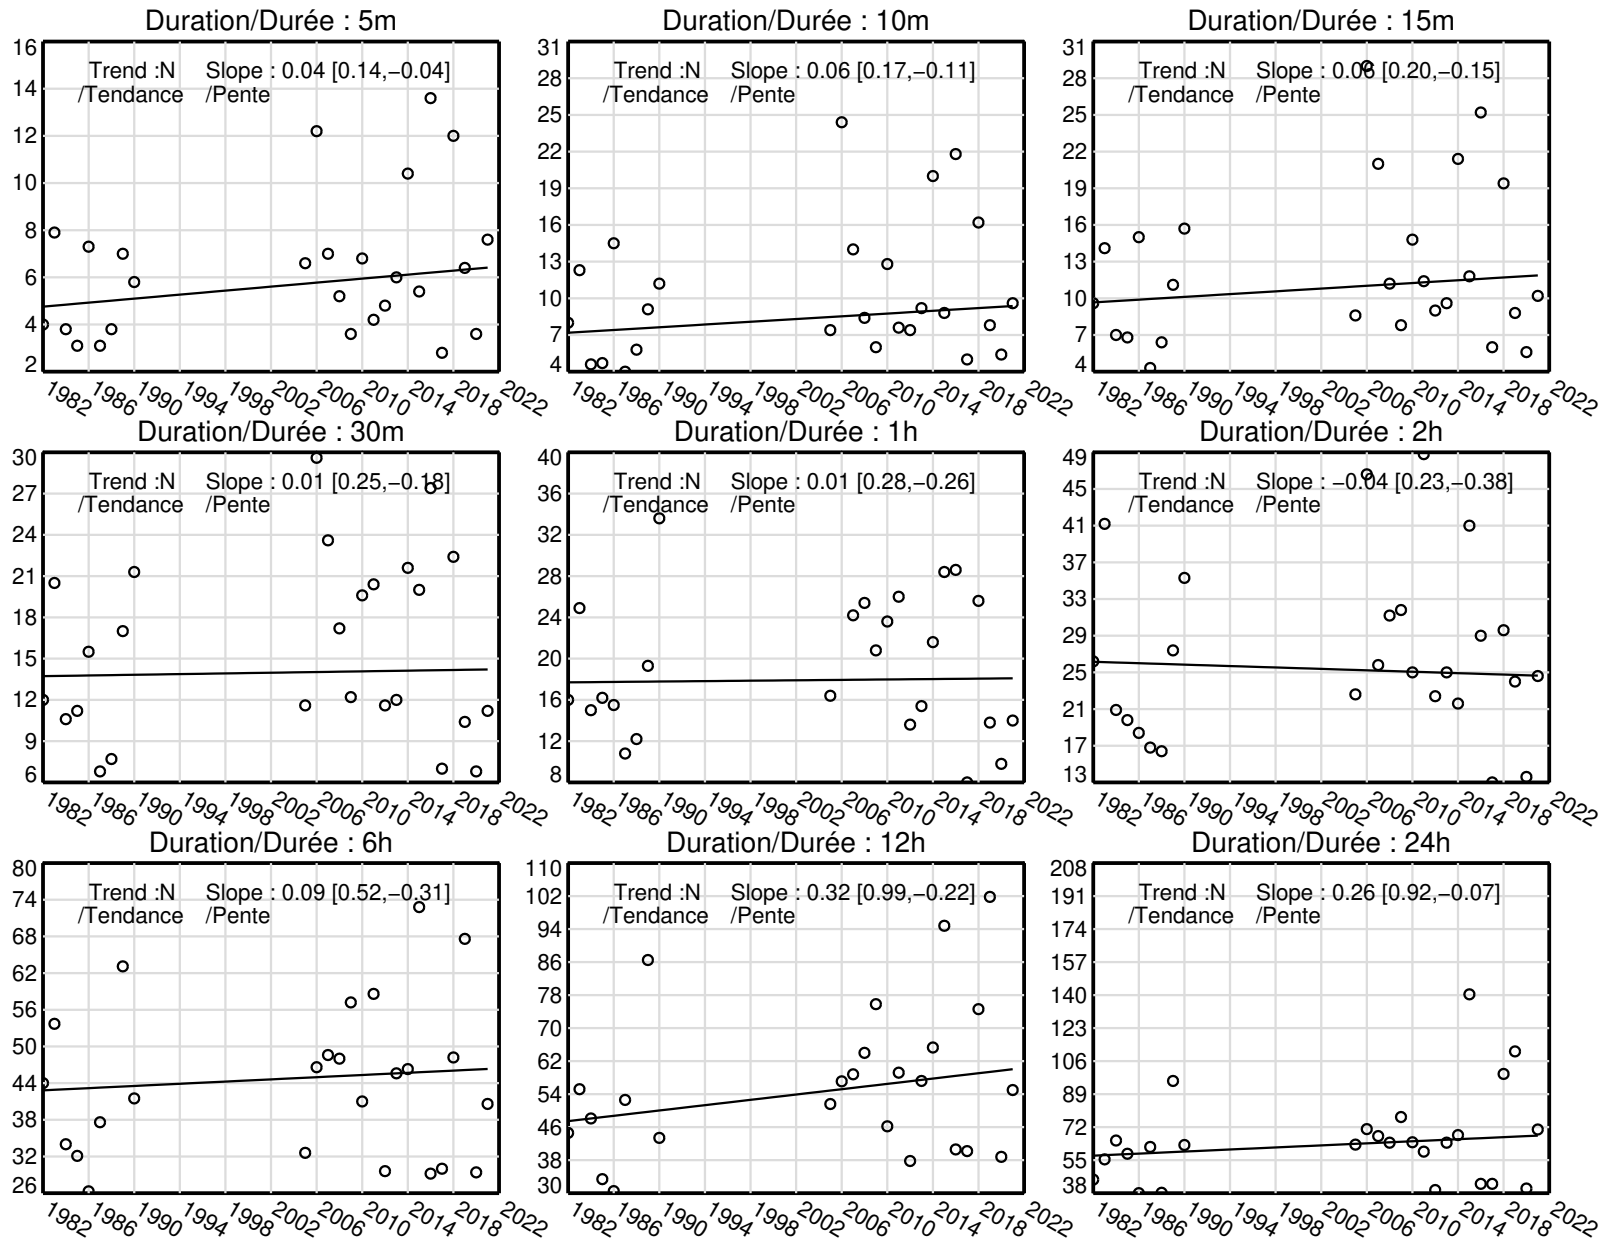 Duration/Durée : 5m
Trend :N Slope : 0.04 [0.14,−0.04]
/Tendance /Pente
16
14
12
10
8
6
4
2
1982 1986 1990 1994 1998 2002 2006 2010 2014 2018 2022
Duration/Durée : 10m
Trend :N Slope : 0.06 [0.17,−0.11]
/Tendance /Pente
31
28
25
22
19
16
13
10
7
4
1982 1986 1990 1994 1998 2002 2006 2010 2014 2018 2022
Duration/Durée : 15m
Trend :N Slope : 0.06 [0.20,−0.15]
/Tendance /Pente
31
28
25
22
19
16
13
10
7
4
1982 1986 1990 1994 1998 2002 2006 2010 2014 2018 2022
Duration/Durée : 30m
Trend :N Slope : 0.01 [0.25,−0.18]
/Tendance /Pente
30
27
24
21
18
15
12
9
6
1982 1986 1990 1994 1998 2002 2006 2010 2014 2018 2022
Duration/Durée : 1h
Trend :N Slope : 0.01 [0.28,−0.26]
/Tendance /Pente
40
36
32
28
24
20
16
12
8
1982 1986 1990 1994 1998 2002 2006 2010 2014 2018 2022
Duration/Durée : 2h
Trend :N Slope : −0.04 [0.23,−0.38]
/Tendance /Pente
49
45
41
37
33
29
25
21
17
13
1982 1986 1990 1994 1998 2002 2006 2010 2014 2018 2022
Duration/Durée : 6h
Trend :N Slope : 0.09 [0.52,−0.31]
/Tendance /Pente
80
74
68
62
56
50
44
38
32
26
1982 1986 1990 1994 1998 2002 2006 2010 2014 2018 2022
Duration/Durée : 12h
Trend :N Slope : 0.32 [0.99,−0.22]
/Tendance /Pente
110
102
94
86
78
70
62
54
46
38
30
1982 1986 1990 1994 1998 2002 2006 2010 2014 2018 2022
Duration/Durée : 24h
Trend :N Slope : 0.26 [0.92,−0.07]
/Tendance /Pente
208
191
174
157
140
123
106
89
72
55
38
1982 1986 1990 1994 1998 2002 2006 2010 2014 2018 2022